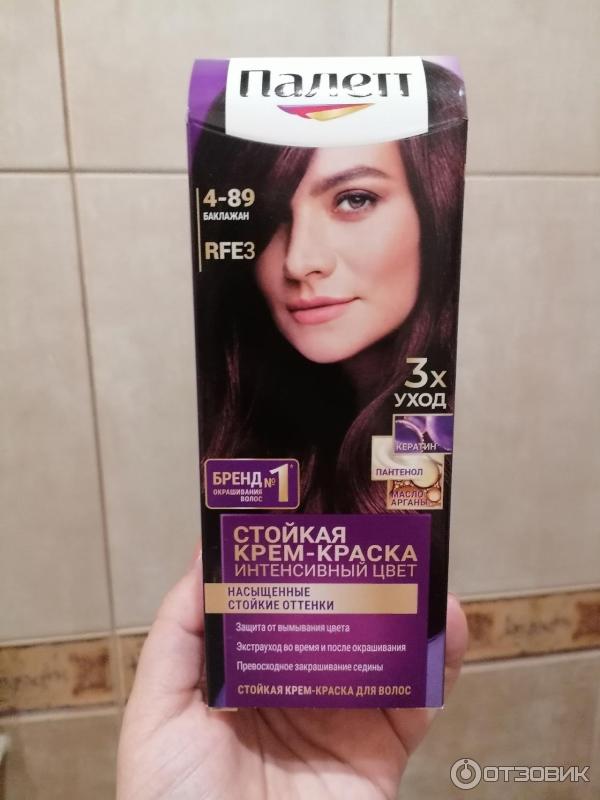 Палетт
4-89
БАКЛАЖАН
RFE3
3х
УХОД
КЕРАТИН
ПАНТЕНОЛ
МАСЛО
АРГАНЫ
БРЕНД №1*
ОКРАШИВАНИЯ
ВОЛОС
СТОЙКАЯ
КРЕМ-КРАСКА
ИНТЕНСИВНЫЙ ЦВЕТ
НАСЫЩЕННЫЕ
СТОЙКИЕ ОТТЕНКИ
Защита от вымывания цвета
Экстрауход во время и после окрашивания
Превосходное закрашивание седины
СТОЙКАЯ КРЕМ-КРАСКА ДЛЯ ВОЛОС
ОТЗОВИК